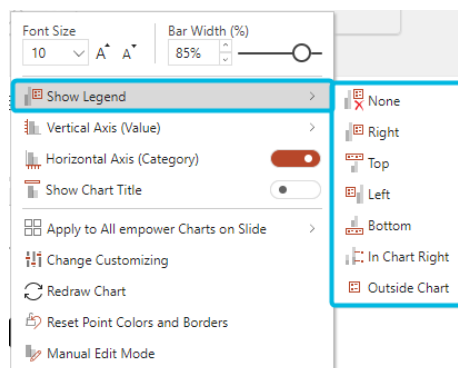 Font Size
Bar Width (%)
10
A
A
85%
Show Legend
Vertical Axis (Value)
Horizontal Axis (Category)
Show Chart Title
Apply to All empower Charts on Slide
Change Customizing
Redraw Chart
Reset Point Colors and Borders
Manual Edit Mode
None
Right
Top
Left
Bottom
In Chart Right
Outside Chart